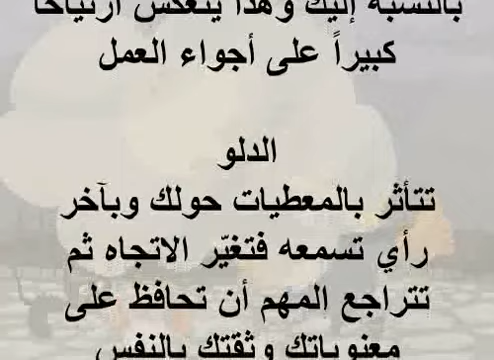 بالنسبة إليك وهذا ينعكس ارتياحاً
كبيراً على أجواء العمل
الدلو
تتأثر بالمعطيات حولك وبآخر
رأي تسمعه فتغيّر الاتجاه ثم
تتراجع المهم أن تحافظ على
معنوياتك وثقتك بالنفس